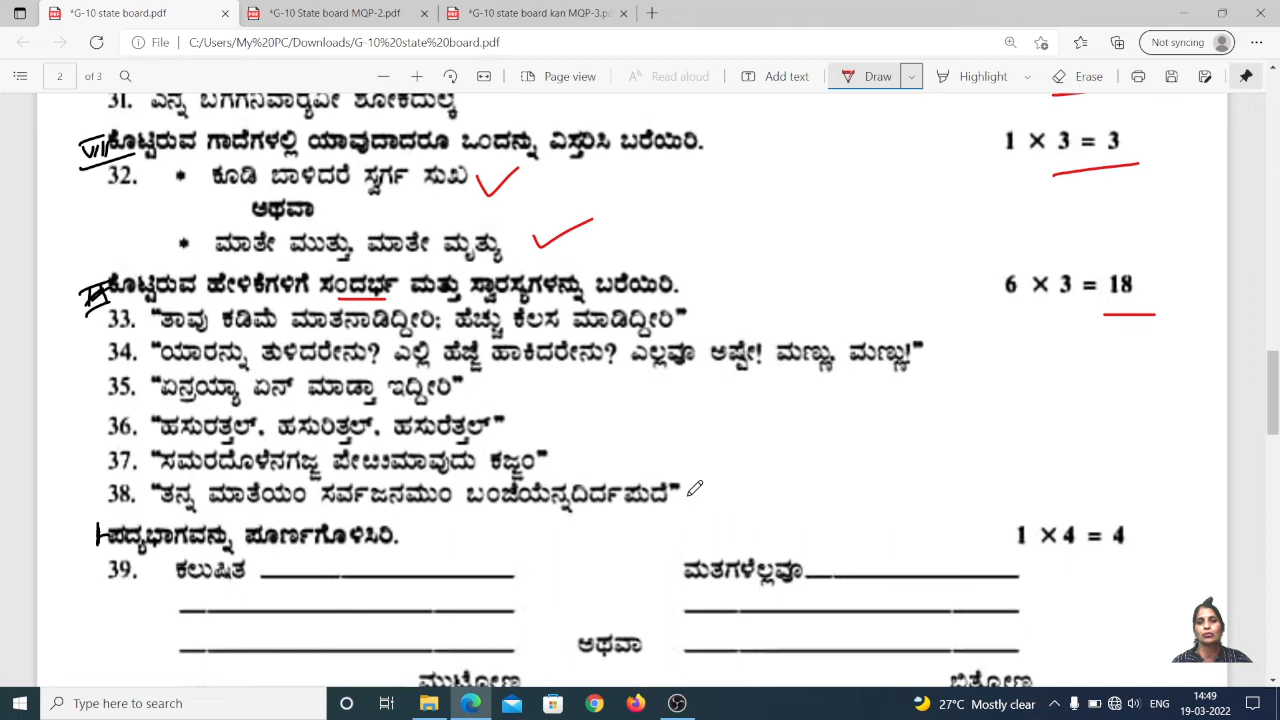 *G-10 state board.pdf
*G-10 state board MQP-2.pdf
*G-10 state board kan MQP-3.pd
File C:/Users/My%20PC/Downloads/G-10%20state%20board.pdf
Not syncing
2 of 3
Page view
Read aloud
Add text
Draw
Highlight
Erase
31. ಎನ್ನ
VIII ಕೊಟ್ಟಿರುವ ಗಾದೆಗಳಲ್ಲಿ ಯಾವುದಾದರೂ ಒಂದನ್ನು ವಿಸ್ತರಿಸಿ ಬರೆಯಿರಿ. 1 × 3 = 3
32. * ಕೂಡಿ ಬಾಳಿದರೆ ಸ್ವರ್ಗ ಸುಖ
ಅಥವಾ
* ಮಾತೇ ಮುತ್ತು, ಮಾತೇ ಮೃತ್ಯು
ಕೊಟ್ಟಿರುವ ಹೇಳಿಕೆಗಳಿಗೆ ಸಂದರ್ಭ ಮತ್ತು ಸ್ವಾರಸ್ಯಗಳನ್ನು ಬರೆಯಿರಿ. 6 × 3 = 18
33. "ತಾವು ಕಡಿಮೆ ಮಾತನಾಡಿದ್ದೀರಿ; ಹೆಚ್ಚು ಕೆಲಸ ಮಾಡಿದ್ದೀರಿ"
34. "ಯಾರನ್ನು ತುಳಿದರೇನು? ಎಲ್ಲಿ ಹೆಜ್ಜೆ ಹಾಕಿದರೇನು? ಎಲ್ಲವೂ ಅಷ್ಟೇ! ಮಣ್ಣು, ಮಣ್ಣು!"
35. "ಏನ್ರಯ್ಯಾ ಏನ್ ಮಾಡ್ತಾ ಇದ್ದೀರಿ"
36. "ಹಸುರತ್ತಲ್, ಹಸುರಿತ್ತಲ್, ಹಸುರೆತ್ತಲ್"
37. "ಸಮರದೊಳೆನಗಜ್ಜ ಪೇಱುಮಾವುದು ಕಜ್ಜಂ"
38. "ತನ್ನ ಮಾತೆಯಂ ಸರ್ವಜನಮುಂ ಬಂಜೆಯೆನ್ನದಿರ್ದಪುದೆ"
ಪದ್ಯಭಾಗವನ್ನು ಪೂರ್ಣಗೊಳಿಸಿರಿ. 1 × 4 = 4
39. ಕಲುಷಿತ ಮತಗಳೆಲ್ಲವೂ
ಅಥವಾ
ಮುಟ್ಟೋಣ ಬಿತ್ತೋಣ
Type here to search
27°C Mostly clear
ENG
14:49
19-03-2022